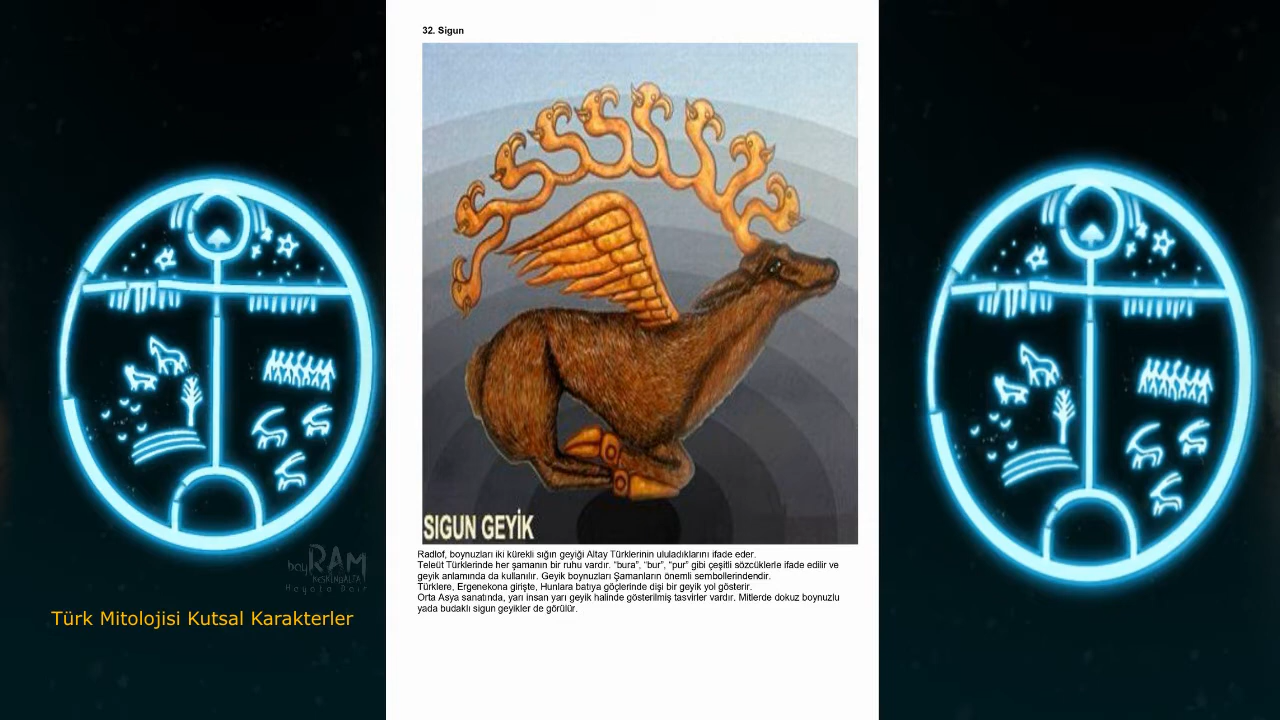 32. Sigun
SIGUN GEYİK
Radlof, boynuzları iki kürekli sığın geyiği Altay Türklerinin ululadıklarını ifade eder.
Teleüt Türklerinde her şamanın bir ruhu vardır. “bura”, “bur”, “pur” gibi çeşitli sözcüklerle ifade edilir ve
geyik anlamında da kullanılır. Geyik boynuzları Şamanların önemli sembollerindendir.
Türklere, Ergenekona girişte, Hunlara batıya göçlerinde dişi bir geyik yol gösterir.
Orta Asya sanatında, yarı insan yarı geyik halinde gösterilmiş tasvirler vardır. Mitlerde dokuz boynuzlu
yada budaklı sigun geyikler de görülür.
bayRAM
Hayata Dair
Türk Mitolojisi Kutsal Karakterler